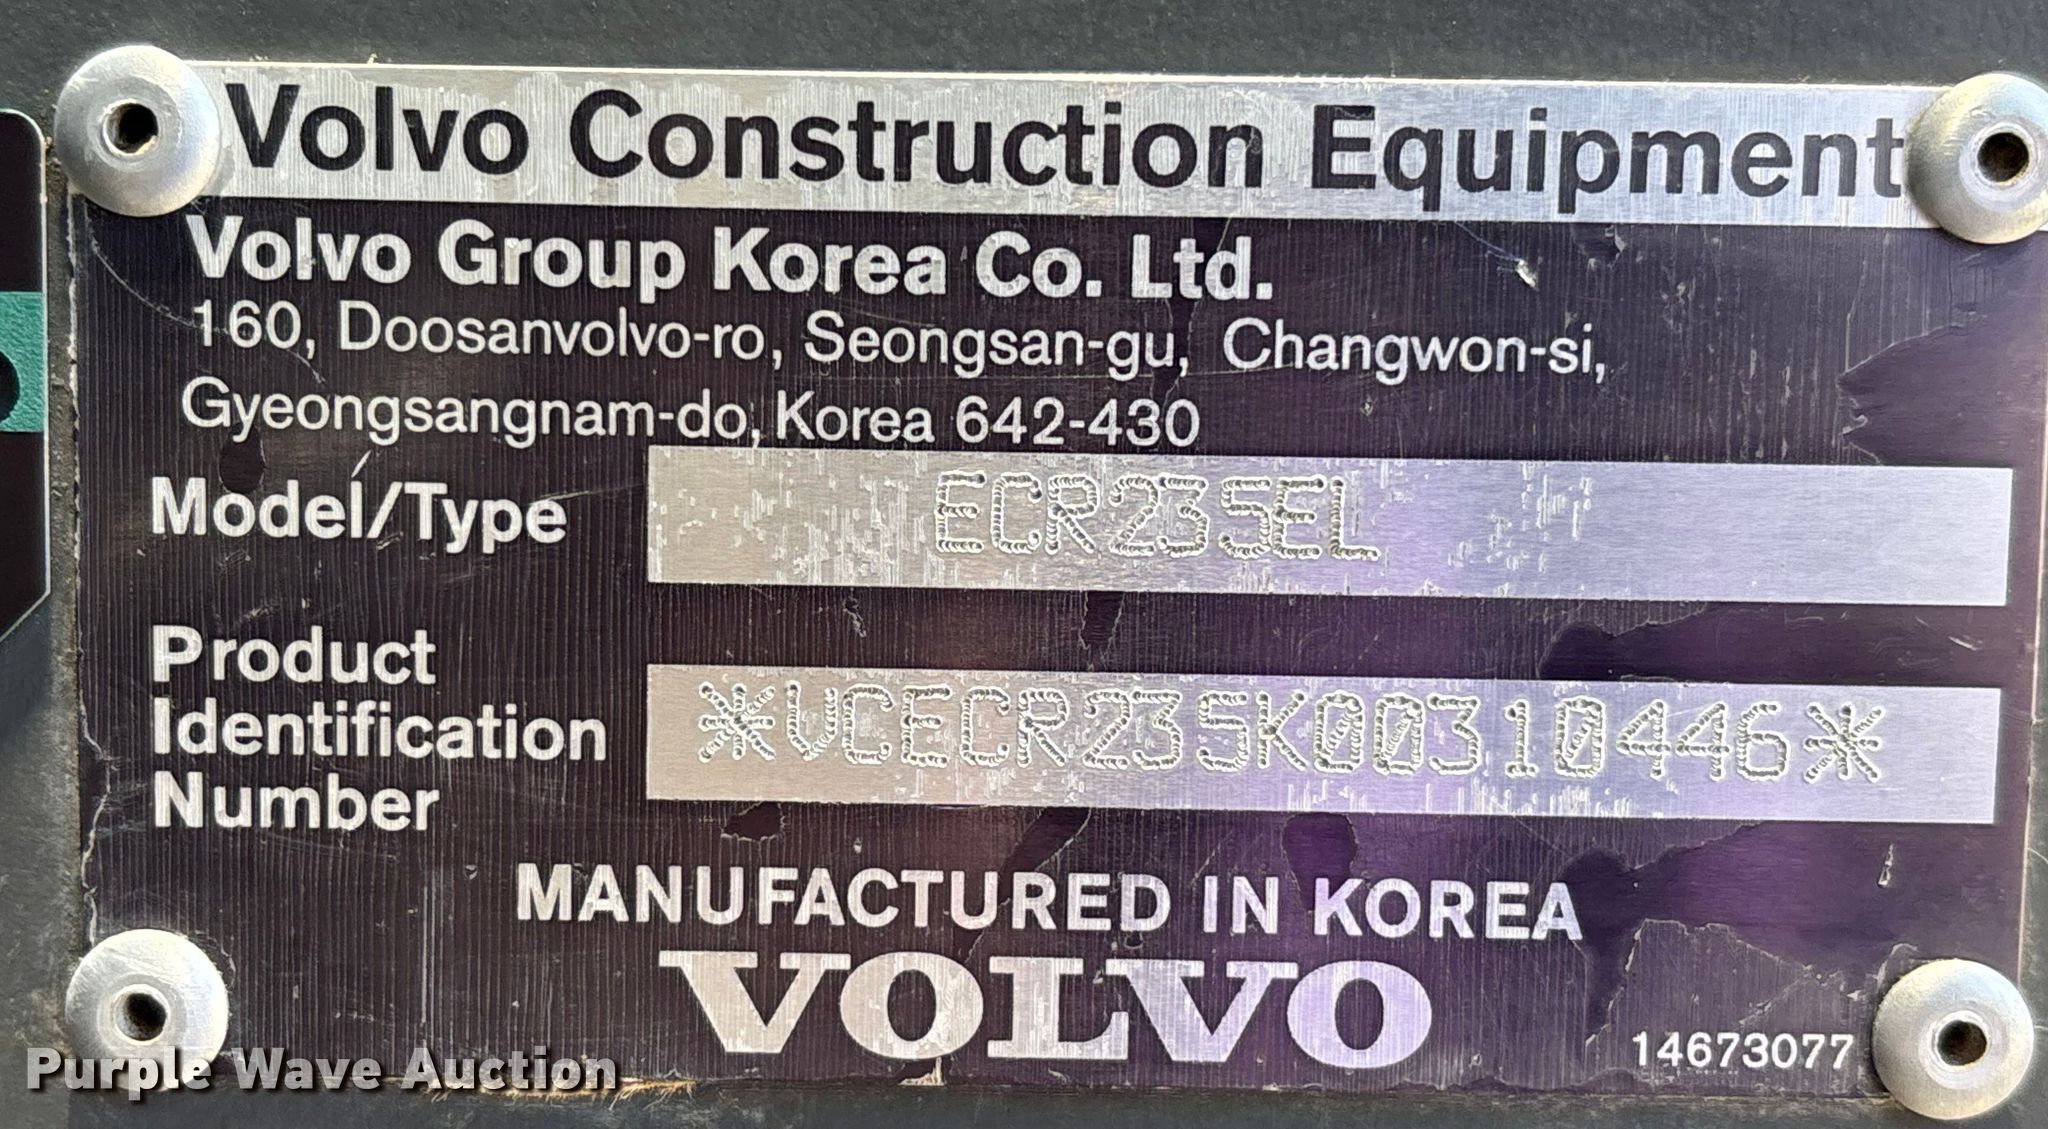 Volvo Construction Equipment
Volvo Group Korea Co. Ltd.
160, Doosanvolvo-ro, Seongsan-gu, Changwon-si,
Gyeongsangnam-do, Korea 642-430
Model/Type ECR235EL
Product
Identification
Number
*VCECR235K00310446*
MANUFACTURED IN KOREA
VOLVO
14673077
Purple Wave Auction